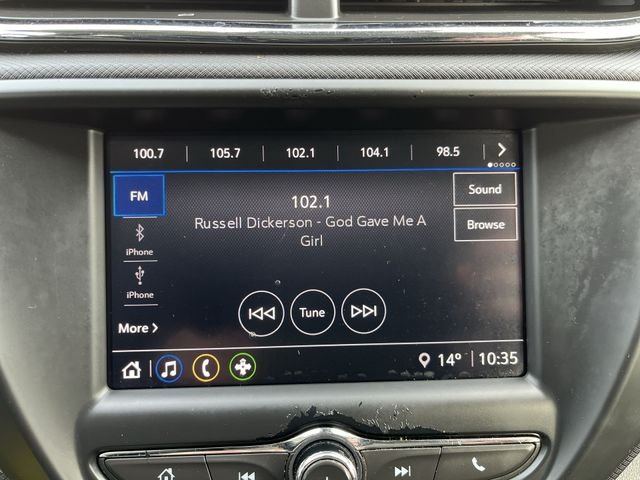 100.7 105.7 102.1 104.1 98.5
FM
102.1
Sound
Russell Dickerson - God Gave Me A
Girl
Browse
iPhone
iPhone
Tune
More
14° 10:35